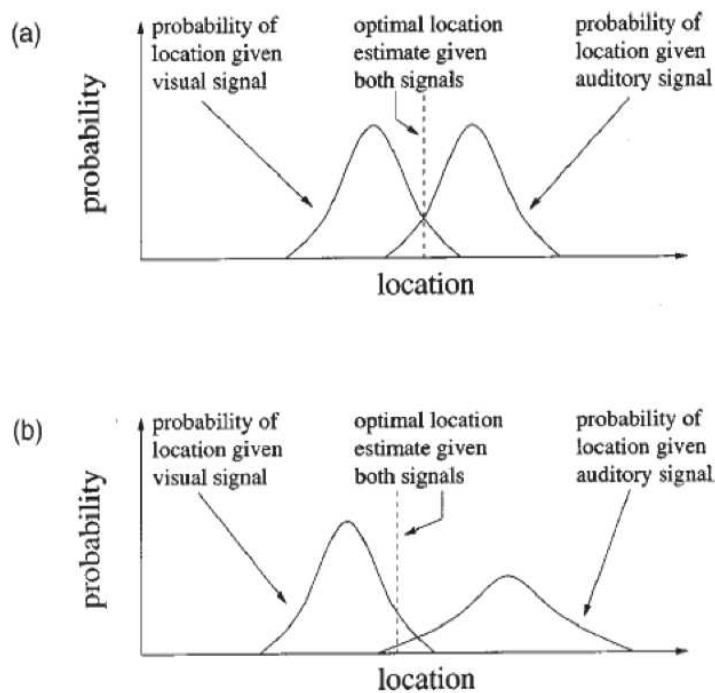 (a)
probability of
location given
visual signal
optimal location
estimate given
both signals
probability of
location given
auditory signal
probability
location
(b)
probability of
location given
visual signal
optimal location
estimate given
both signals
probability of
location given
auditory signal
probability
location